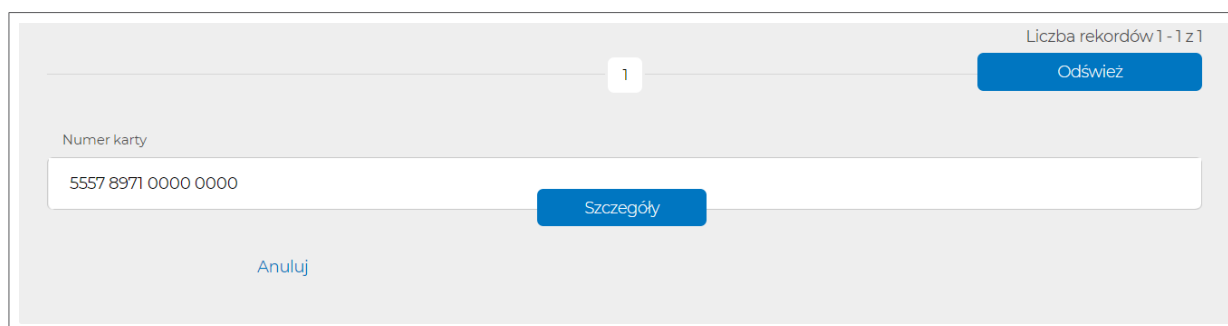 Liczba rekordów 1 - 1 z 1
1
Odśwież
Numer karty
5557 8971 0000 0000
Szczegóły
Anuluj